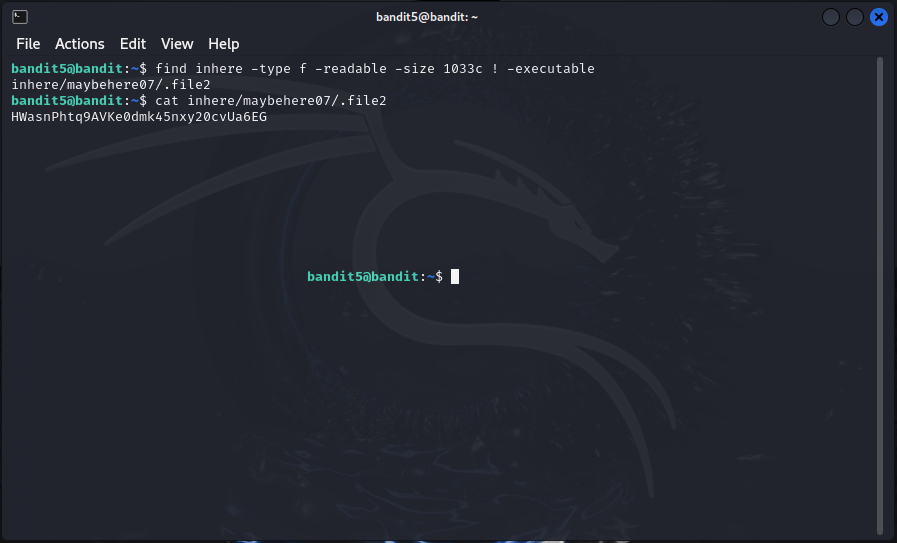 bandit5@bandit: ~
File Actions Edit View Help
bandit5@bandit:~$ find inhere -type f -readable -size 1033c ! -executable
inhere/maybehere07/.file2
bandit5@bandit:~$ cat inhere/maybehere07/.file2
HWasnPhtq9AVKe0dmk45nxy20cvUa6EG
bandit5@bandit:~$